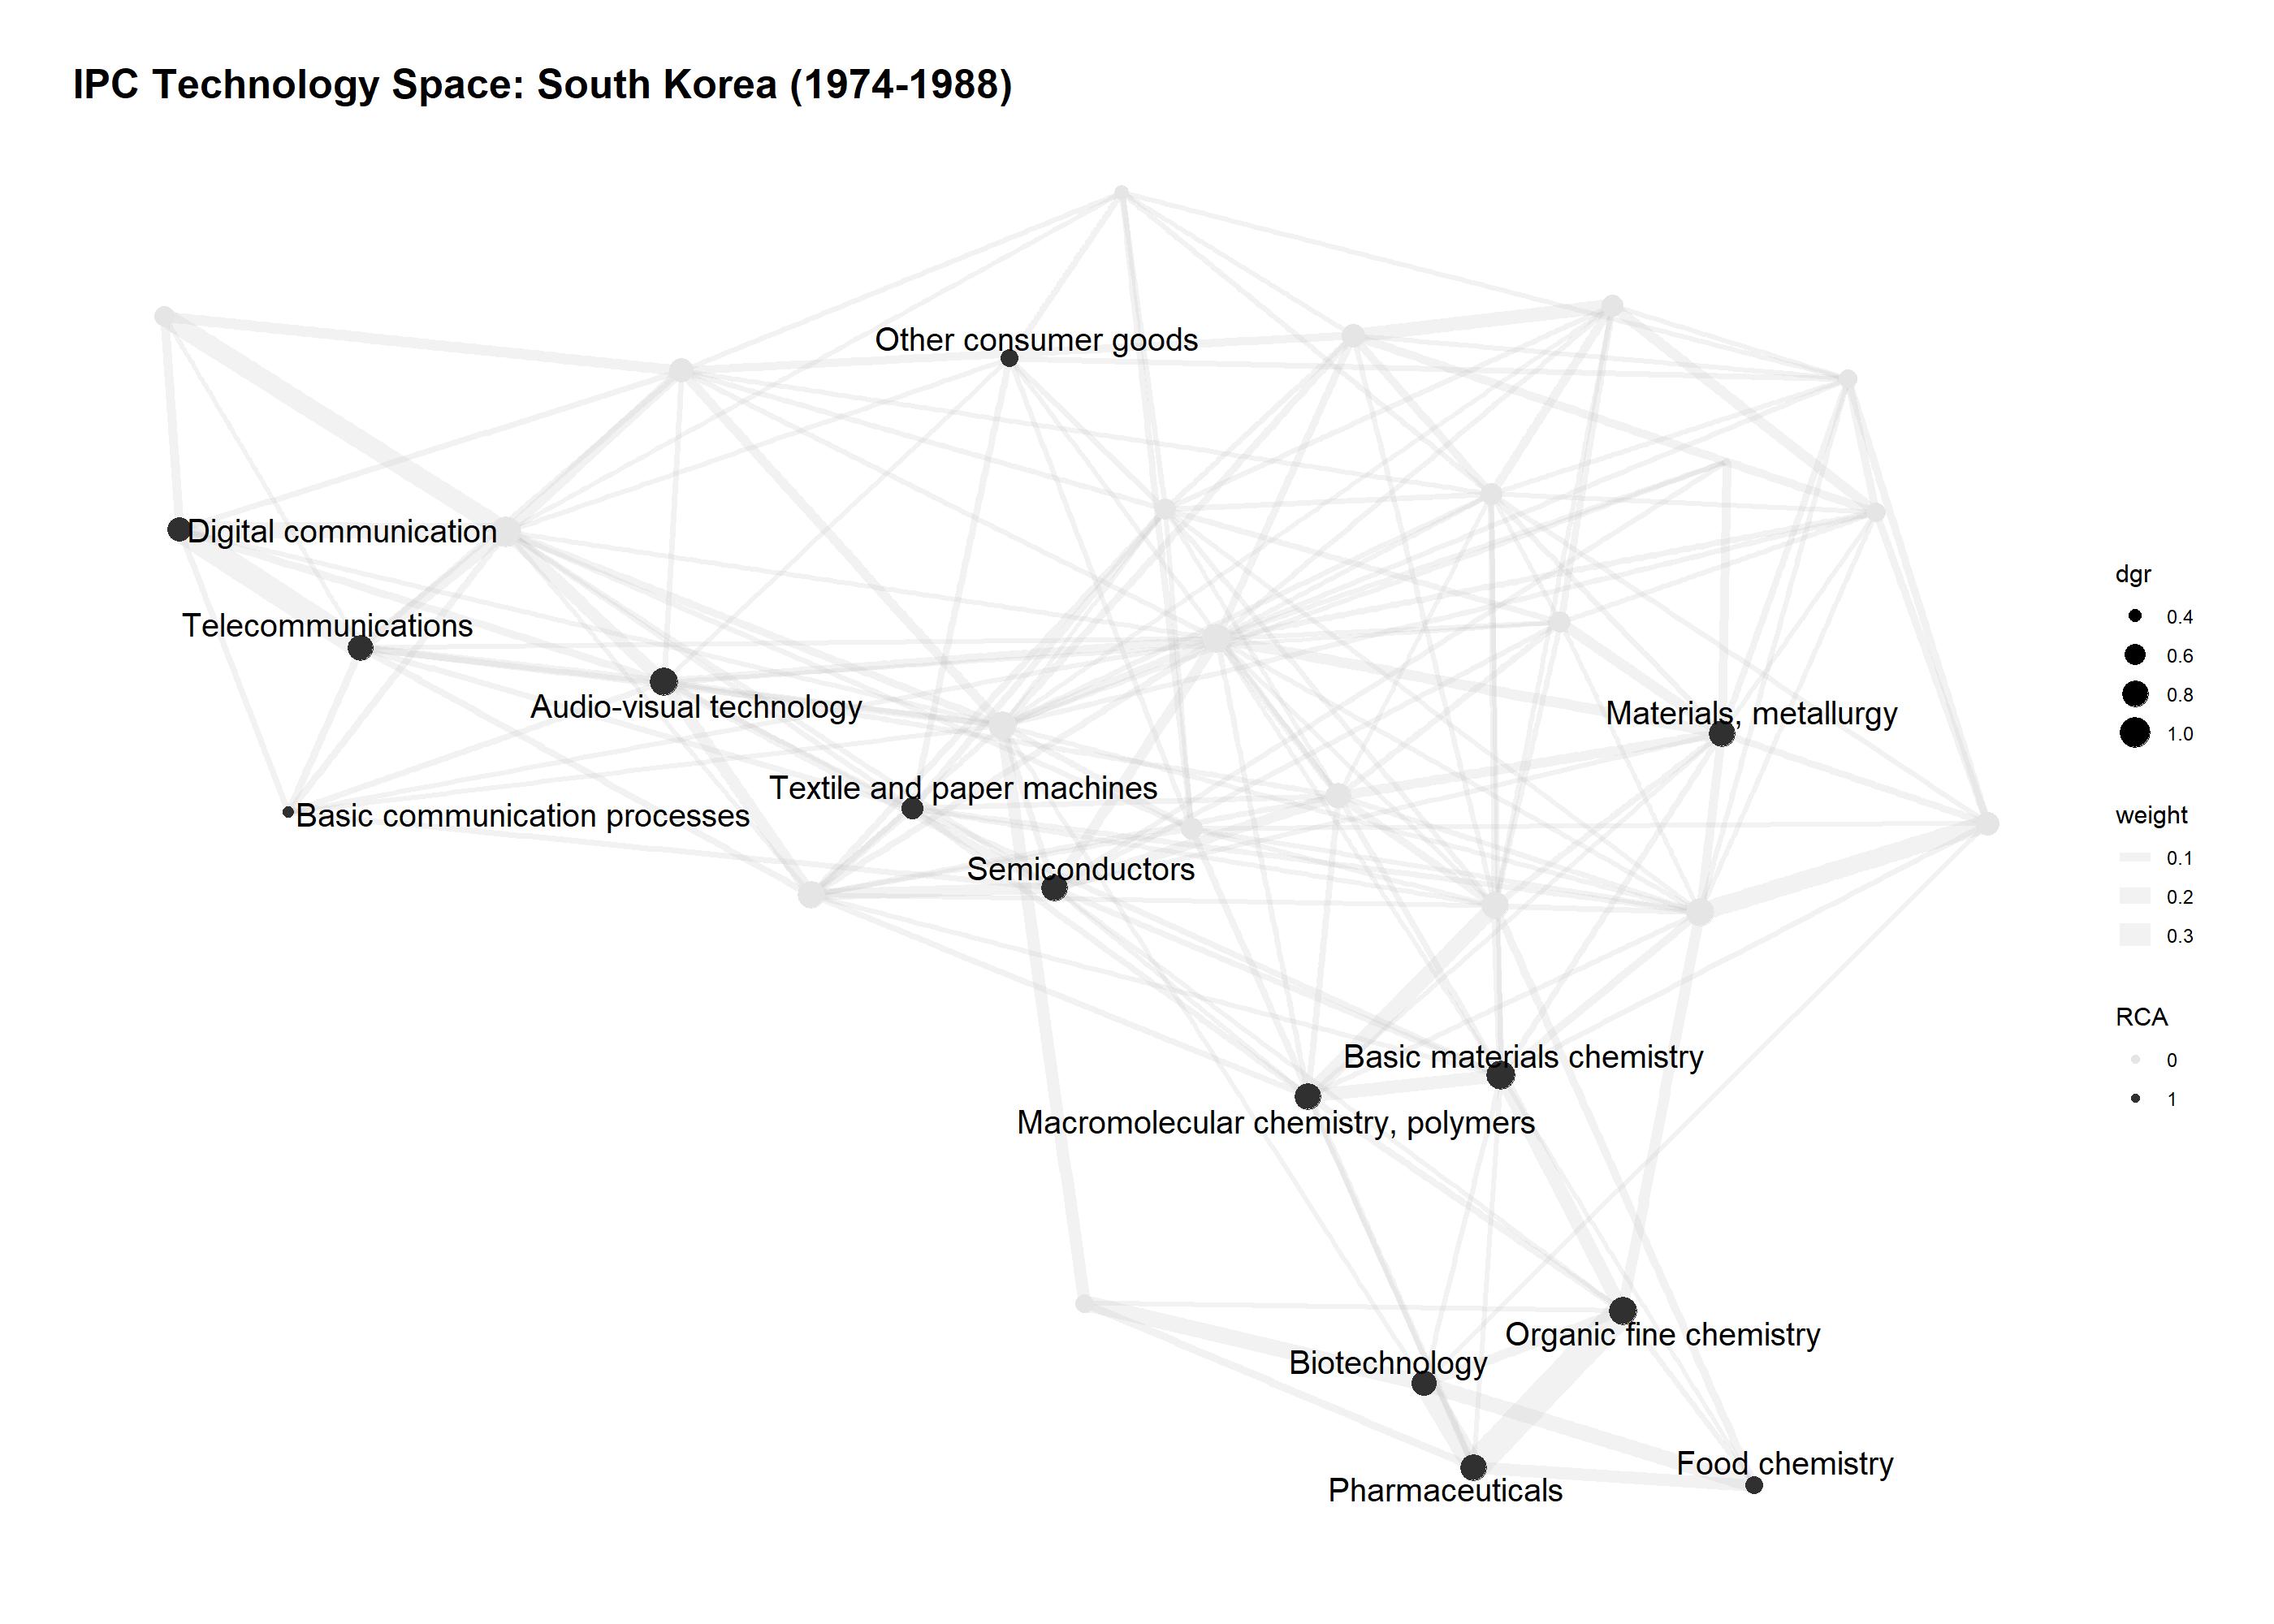 IPC Technology Space: South Korea (1974-1988)
Other consumer goods
Digital communication
Telecommunications
Audio-visual technology
Materials, metallurgy
Textile and paper machines
Basic communication processes
Semiconductors
Basic materials chemistry
Macromolecular chemistry, polymers
Organic fine chemistry
Biotechnology
Food chemistry
Pharmaceuticals
dgr
0.4
0.6
0.8
1.0
weight
0.1
0.2
0.3
RCA
0
1